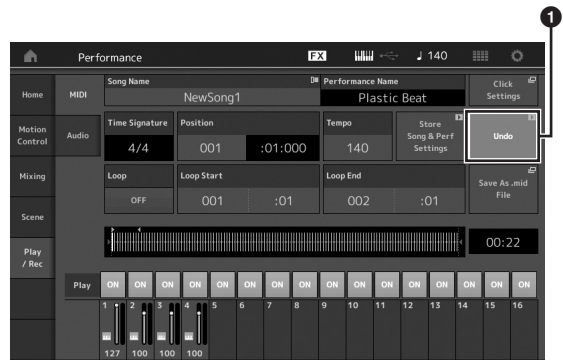 1
Performance FX 140
Song Name Performance Name Click Settings
Home MIDI NewSong1 Plastic Beat
Motion Control Audio Time Signature Position Tempo Store Song & Perf Settings Undo
4/4 001 :01:000 140
Mixing Loop Loop Start Loop End Save As .mid File
OFF 001 :01 002 :01
Scene
Play / Rec 00:22
Play ON ON ON ON ON ON ON ON ON ON ON ON ON ON ON ON
1 2 3 4 5 6 7 8 9 10 11 12 13 14 15 16
127 100 100 100